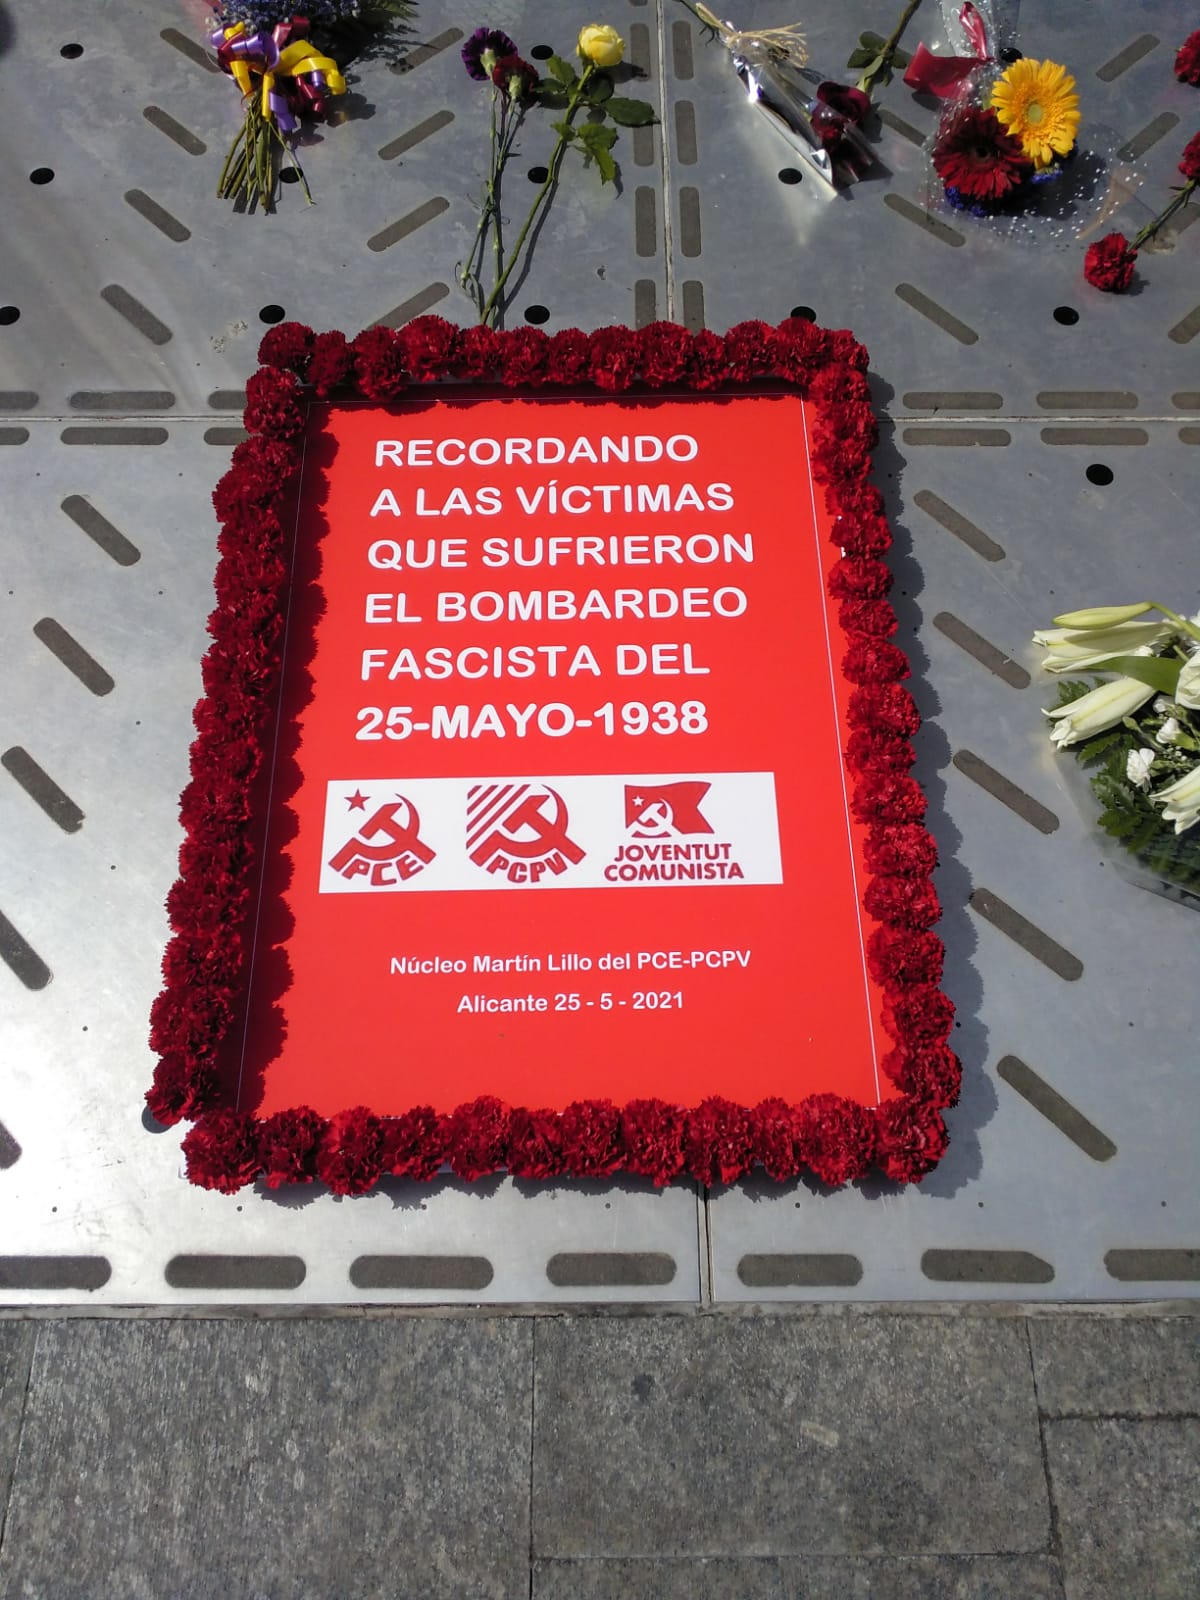 RECORDANDO
A LAS VÍCTIMAS
QUE SUFRIERON
EL BOMBARDEO
FASCISTA DEL
25-MAYO-1938
PCE
PCPV
JOVENTUT
COMUNISTA
Núcleo Martín Lillo del PCE-PCPV
Alicante 25 - 5 - 2021